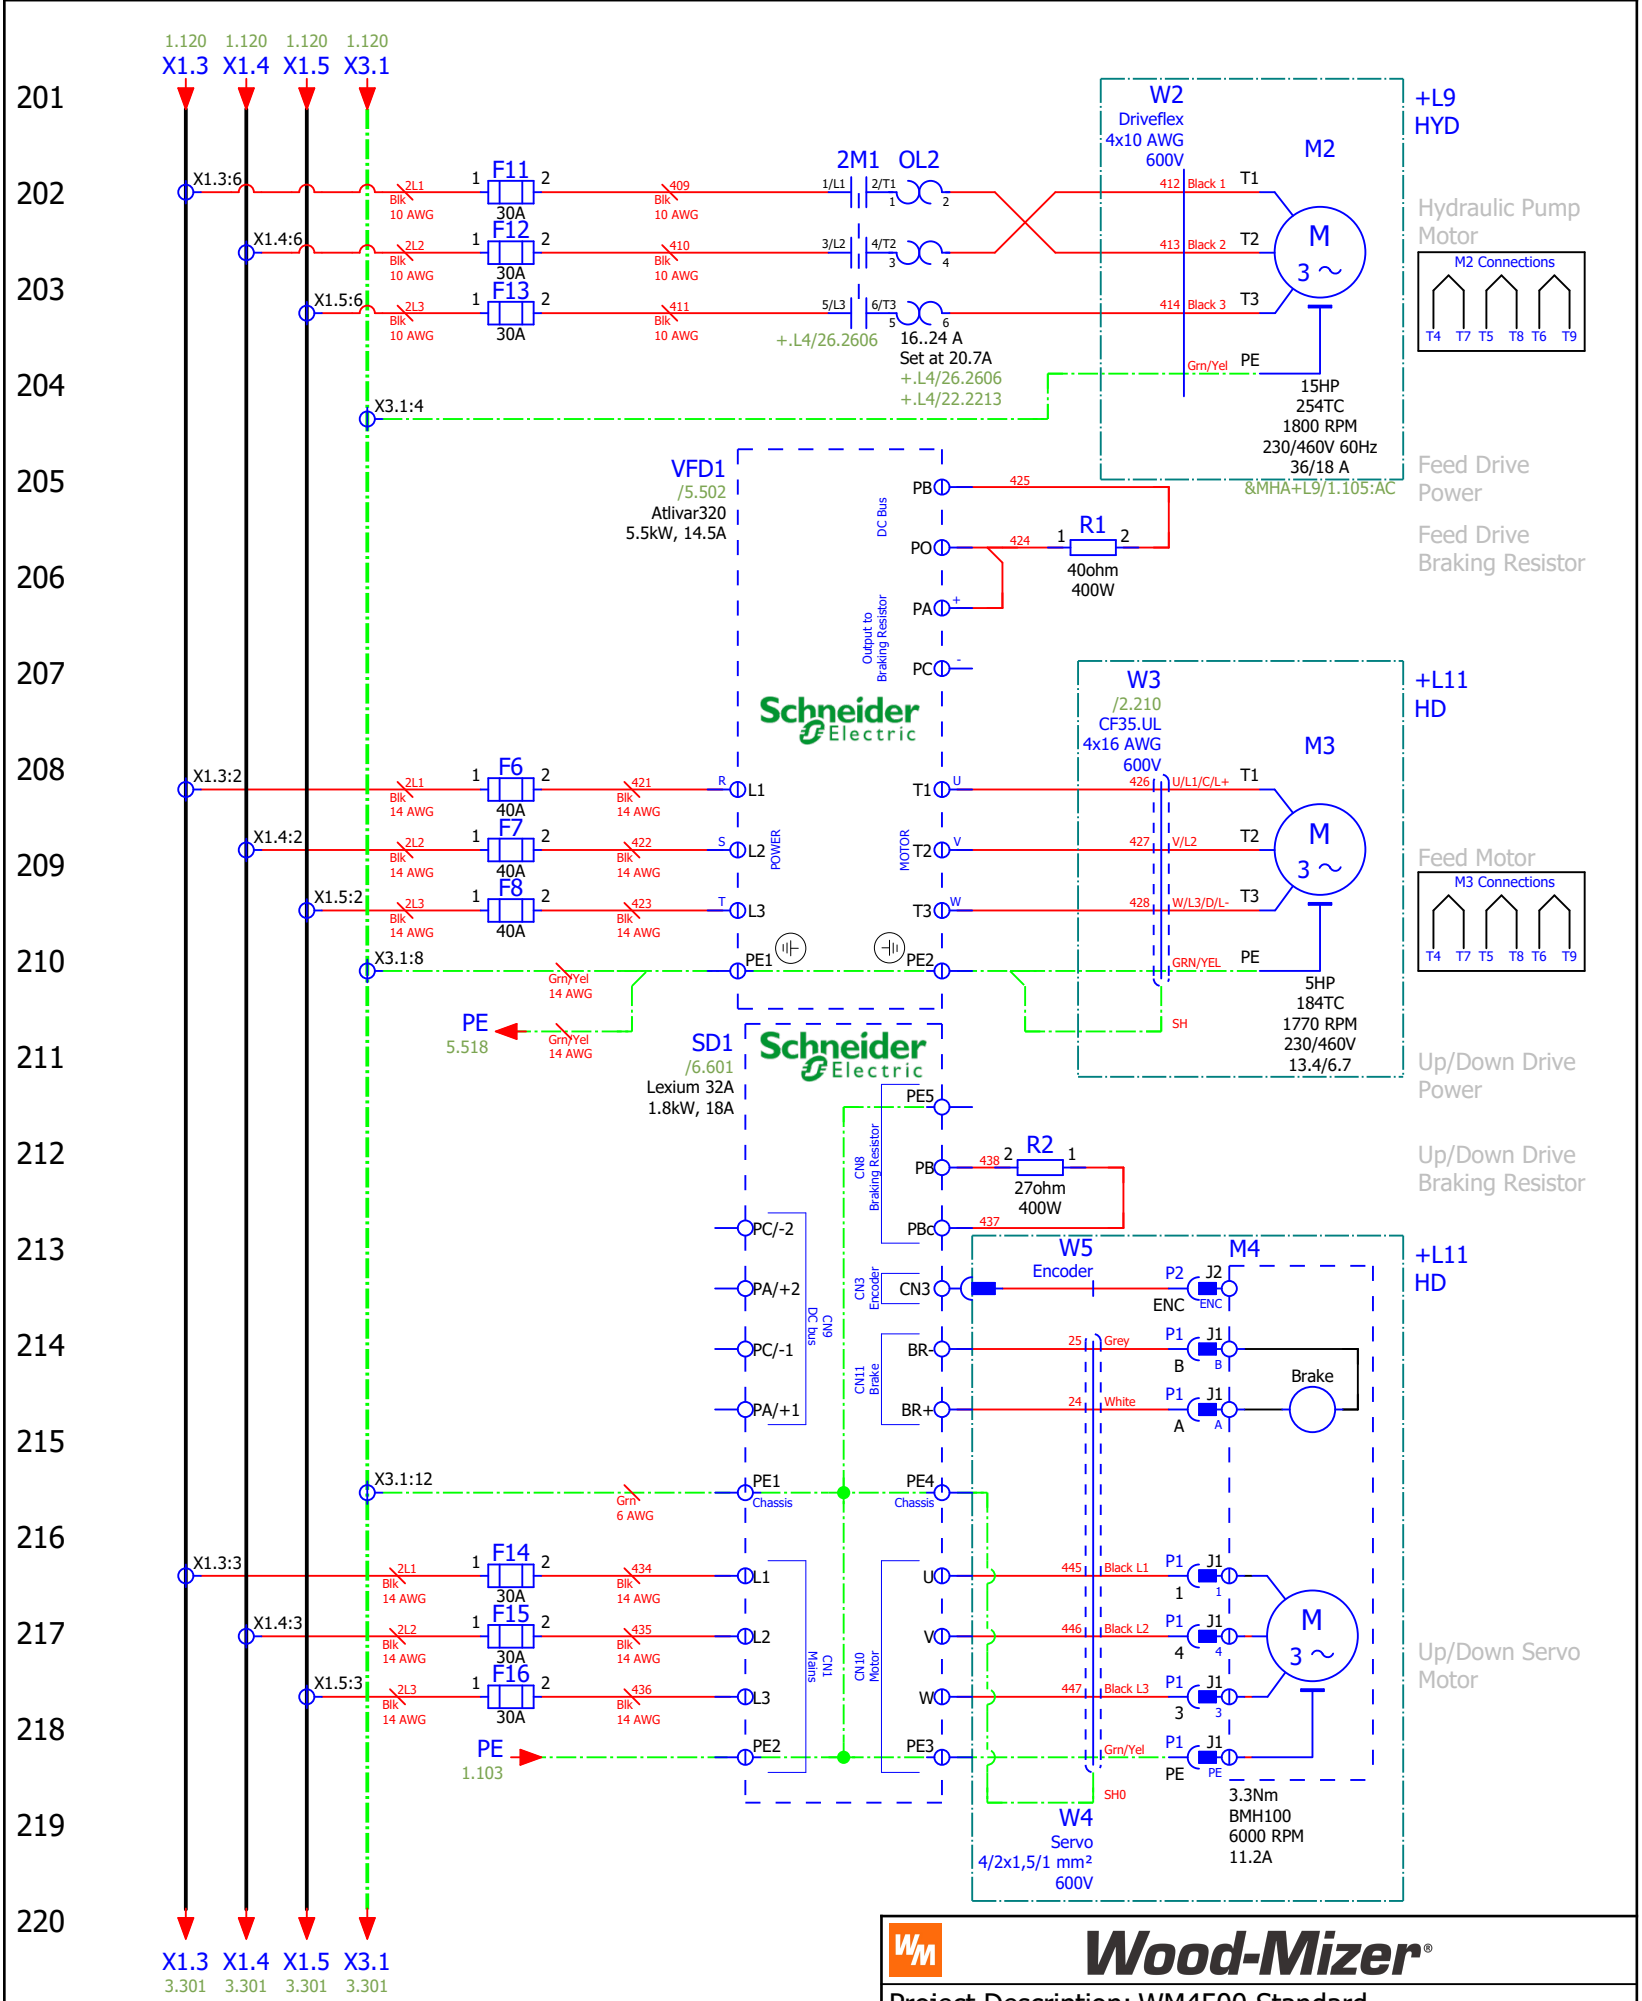 1.120 1.120 1.120 1.120
X1.3 X1.4 X1.5 X3.1
201
W2
Driveflex
4x10 AWG
600V
M2
+L9
HYD
202
X1.3:6
2L1
Blk
10 AWG
1 F11 2
30A
409
Blk
10 AWG
2M1 OL2
1/L1 2/T1
1 2
412 Black 1 T1
Hydraulic Pump
Motor
X1.4:6
2L2
Blk
10 AWG
1 F12 2
30A
410
Blk
10 AWG
3/L2 4/T2
3 4
413 Black 2 T2
M
3 ~
M2 Connections
T4 T7 T5 T8 T6 T9
203
X1.5:6
2L3
Blk
10 AWG
1 F13 2
30A
411
Blk
10 AWG
5/L3 6/T3
5 6
+.L4/26.2606
16..24 A
Set at 20.7A
+.L4/26.2606
+.L4/22.2213
414 Black 3 T3
Grn/Yel PE
204
X3.1:4
15HP
254TC
1800 RPM
230/460V 60Hz
36/18 A
&MHA+L9/1.105:AC
205
VFD1
/5.502
Atlivar320
5.5kW, 14.5A
DC Bus
PB
425
Feed Drive
Power
PO
424
1 R1 2
40ohm
400W
Feed Drive
Braking Resistor
206
Output to
Braking Resistor
PA
+
PC
-
207
Schneider
Electric
W3
/2.210
CF35.UL
4x16 AWG
600V
M3
+L11
HD
208
X1.3:2
2L1
Blk
14 AWG
1 F6 2
40A
421
Blk
14 AWG
R L1
T1 U
426 U/L1/C/L+ T1
209
X1.4:2
2L2
Blk
14 AWG
1 F7 2
40A
422
Blk
14 AWG
S L2
POWER
MOTOR
T2 V
427 V/L2 T2
M
3 ~
Feed Motor
M3 Connections
T4 T7 T5 T8 T6 T9
X1.5:2
2L3
Blk
14 AWG
1 F8 2
40A
423
Blk
14 AWG
T L3
T3 W
428 W/L3/D/L- T3
210
X3.1:8
Grn/Yel
14 AWG
PE1
PE2
GRN/YEL PE
5HP
184TC
1770 RPM
230/460V
13.4/6.7
PE
5.518
Grn/Yel
14 AWG
SH
211
SD1
/6.601
Lexium 32A
1.8kW, 18A
Schneider
Electric
Up/Down Drive
Power
PE5
212
CN8
Braking Resistor
PB
438 2 R2 1
27ohm
400W
Up/Down Drive
Braking Resistor
PC/-2
PBc
437
213
W5
Encoder
M4
+L11
HD
PA/+2
CN9
DC bus
CN3
Encoder
CN3
P2 J2
ENC ENC
214
PC/-1
CN11
Brake
BR-
25 Grey
P1 J1
B B
Brake
PA/+1
BR+
24 White
P1 J1
A A
215
X3.1:12
Grn
6 AWG
PE1
Chassis
PE4
Chassis
216
X1.3:3
2L1
Blk
14 AWG
1 F14 2
30A
434
Blk
14 AWG
L1
U
445 Black L1
P1 J1
1 1
217
X1.4:3
2L2
Blk
14 AWG
1 F15 2
30A
435
Blk
14 AWG
L2
CN1
Mains
CN10
Motor
V
446 Black L2
P1 J1
4 4
M
3 ~
Up/Down Servo
Motor
X1.5:3
2L3
Blk
14 AWG
1 F16 2
30A
436
Blk
14 AWG
L3
W
447 Black L3
P1 J1
3 3
218
PE
1.103
PE2
PE3
Grn/Yel
P1 J1
PE PE
SH0
3.3Nm
BMH100
6000 RPM
11.2A
219
W4
Servo
4/2x1,5/1 mm²
600V
220
X1.3 X1.4 X1.5 X3.1
3.301 3.301 3.301 3.301
WM
Wood-Mizer®
Project Description: WM4500 Standard